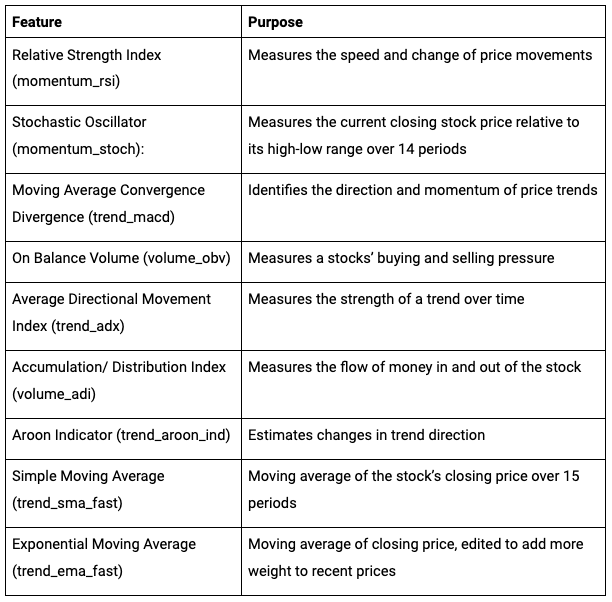 Feature Purpose
Relative Strength Index Measures the speed and change of price movements
(momentum_rsi)
Stochastic Oscillator Measures the current closing stock price relative to
(momentum_stoch): its high-low range over 14 periods
Moving Average Convergence Identifies the direction and momentum of price trends
Divergence (trend_macd)
On Balance Volume (volume_obv) Measures a stocks’ buying and selling pressure
Average Directional Movement Measures the strength of a trend over time
Index (trend_adx)
Accumulation/ Distribution Index Measures the flow of money in and out of the stock
(volume_adi)
Aroon Indicator (trend_aroon_ind) Estimates changes in trend direction
Simple Moving Average Moving average of the stock’s closing price over 15
(trend_sma_fast) periods
Exponential Moving Average Moving average of closing price, edited to add more
(trend_ema_fast) weight to recent prices